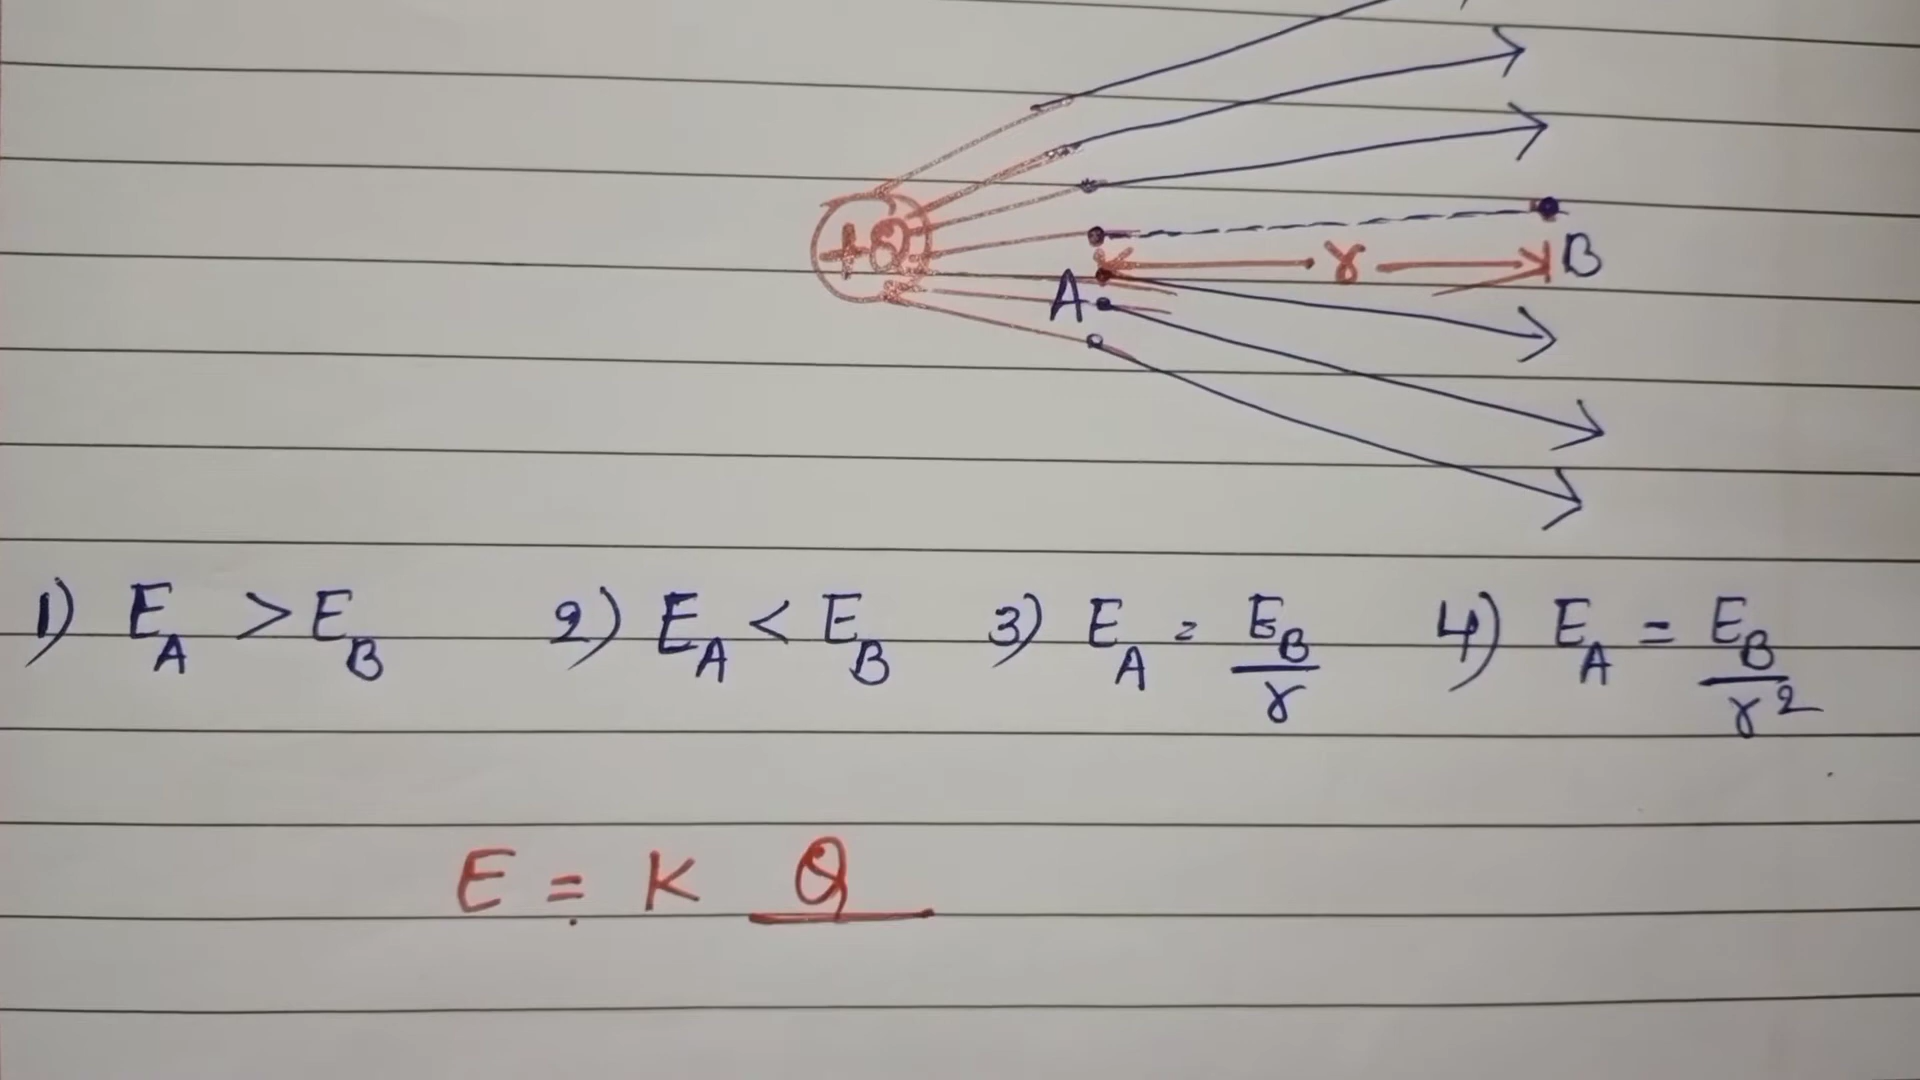 +Q
A r B
1) E_A > E_B 2) E_A < E_B 3) E_A = E_B/r 4) E_A = E_B/r²
E = K Q